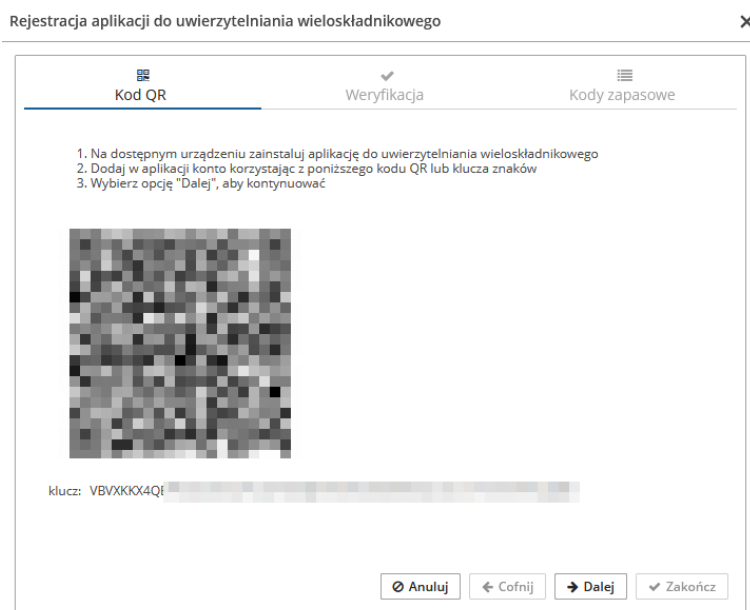 Rejestracja aplikacji do uwierzytelniania wieloskładnikowego
Kod QR
Weryfikacja
Kody zapasowe
1. Na dostępnym urządzeniu zainstaluj aplikację do uwierzytelniania wieloskładnikowego
2. Dodaj w aplikacji konto korzystając z poniższego kodu QR lub klucza znaków
3. Wybierz opcję "Dalej", aby kontynuować
klucz:
Anuluj
Cofnij
Dalej
Zakończ